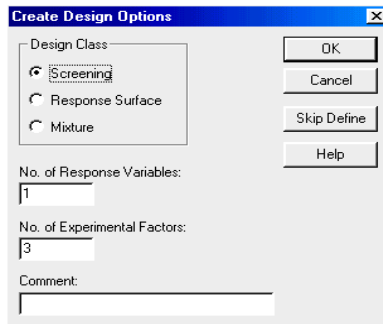 Create Design Options
Design Class
Screening
Response Surface
Mixture
No. of Response Variables:
1
No. of Experimental Factors:
3
Comment:
OK
Cancel
Skip Define
Help